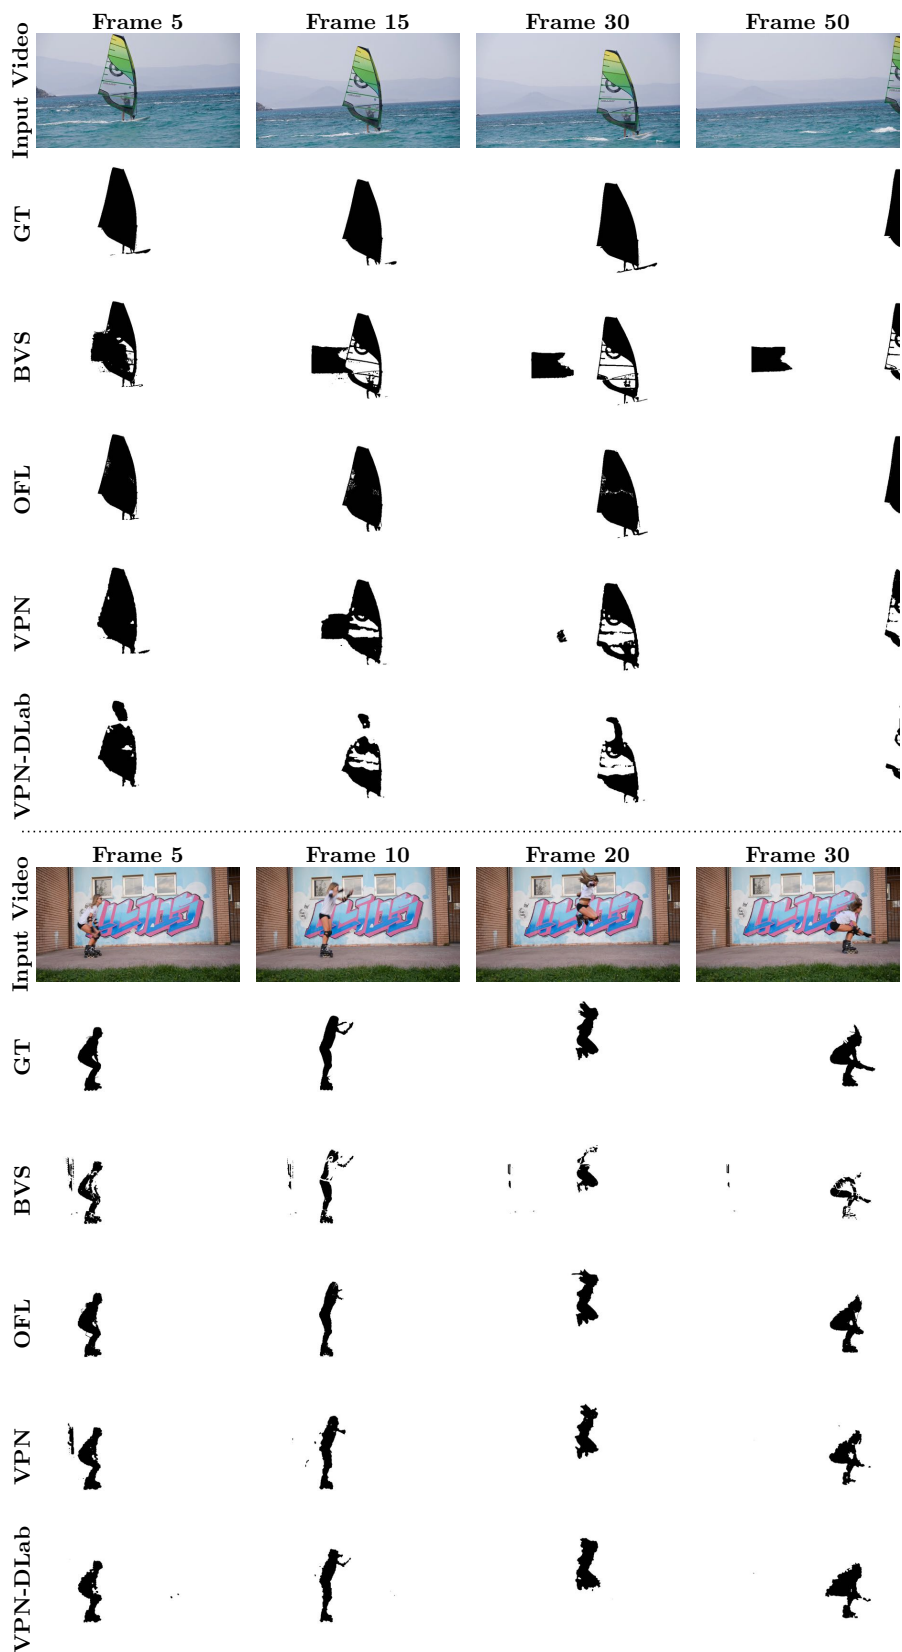 Frame 5 Frame 15 Frame 30 Frame 50
Input Video
GT
BVS
OFL
VPN
VPN-DLab
Frame 5 Frame 10 Frame 20 Frame 30
Input Video
GT
BVS
OFL
VPN
VPN-DLab